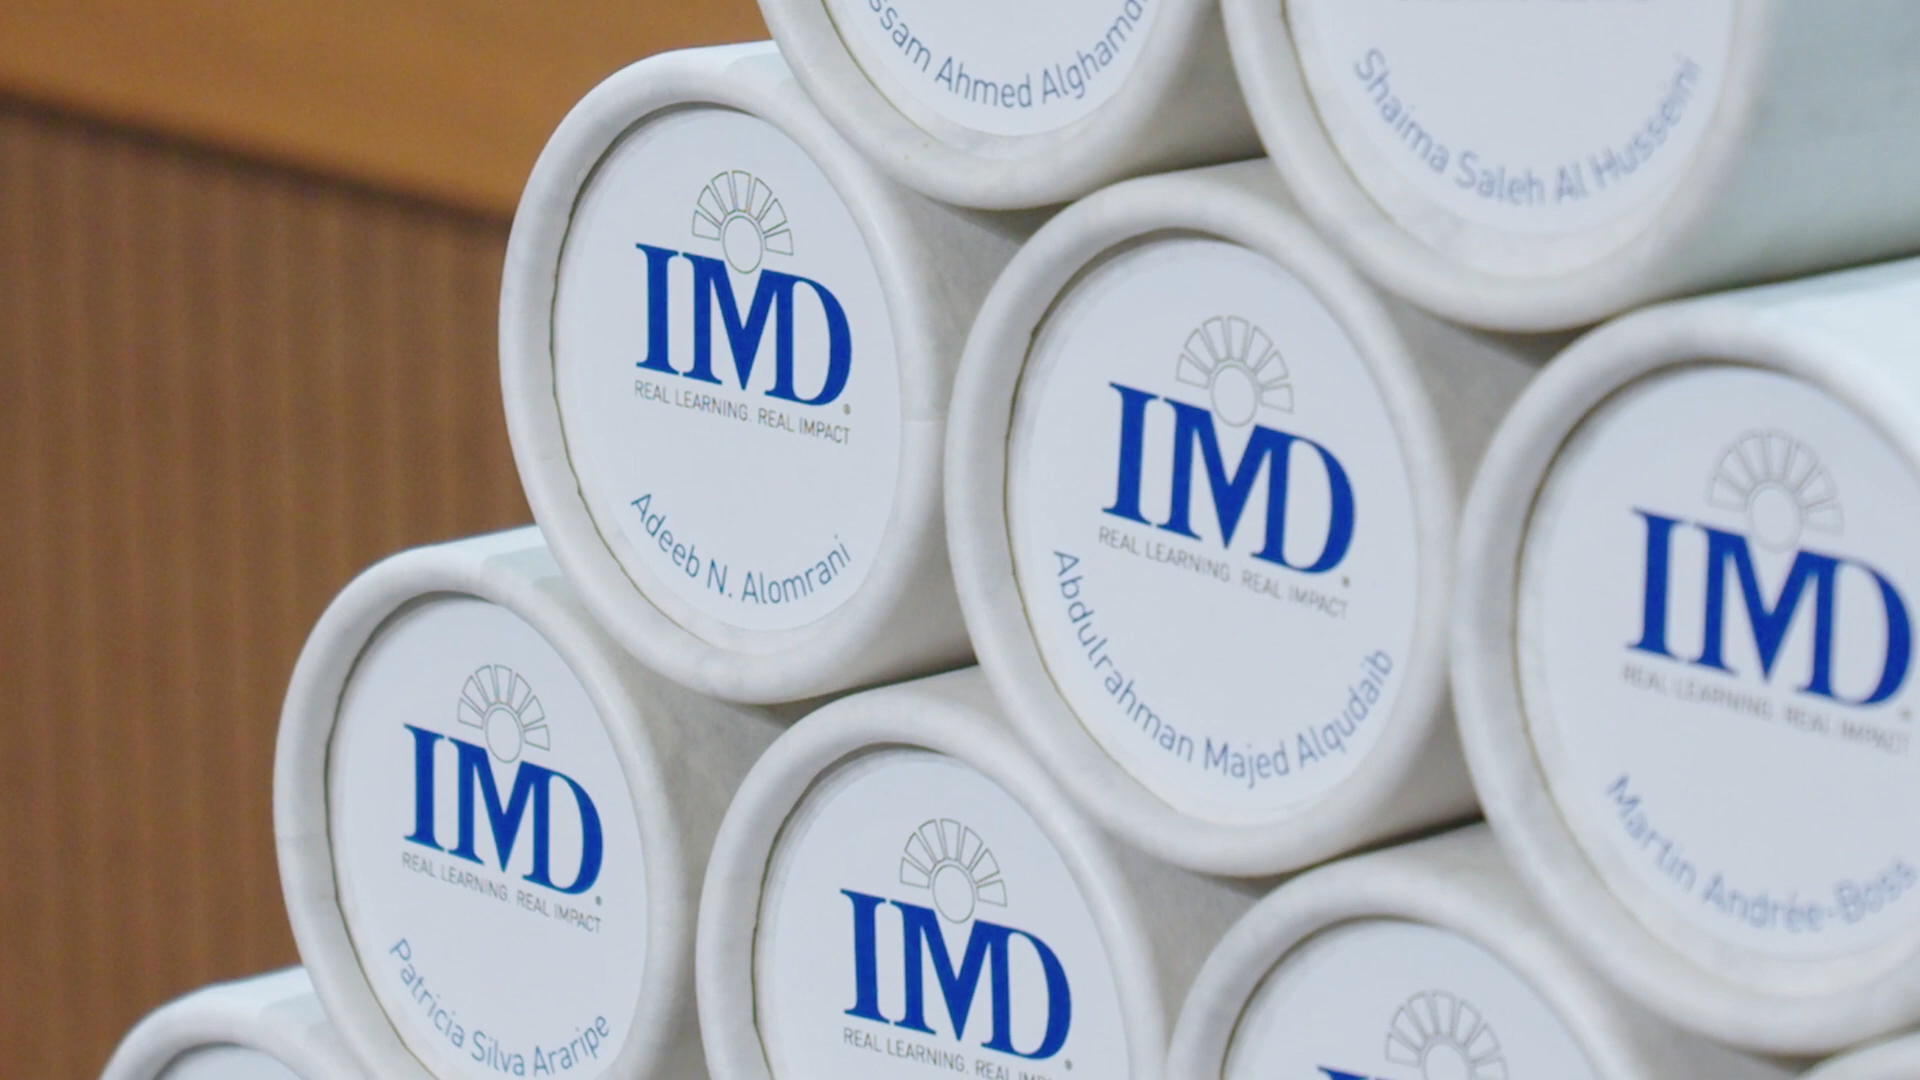 Ahmed Alghamdi
Shaima Saleh Al Husseini
IMD
REAL LEARNING. REAL IMPACT
Adeeb N. Alomrani
IMD
REAL LEARNING. REAL IMPACT
Abdulrahman Majed Alqudaib
IMD
REAL LEARNING. REAL IMPACT
Martin Andrée-Boss
IMD
REAL LEARNING. REAL IMPACT
Patricia Silva Araripe
IMD
REAL LEARNING. REAL